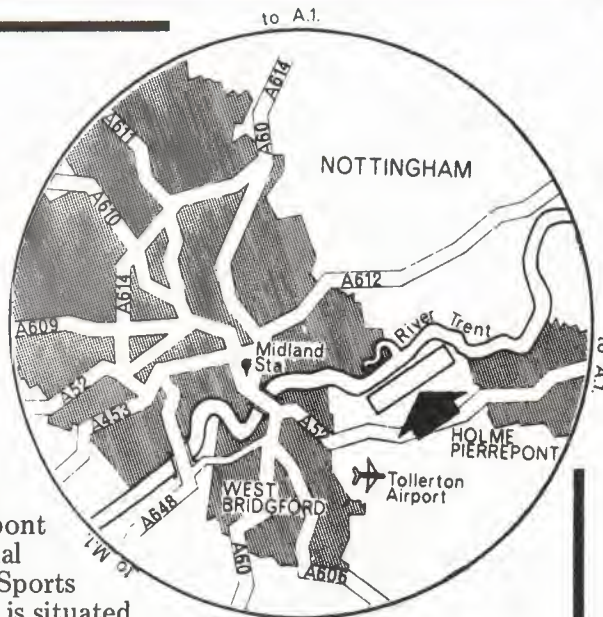 to A.1.
A614
A611
A60
NOTTINGHAM
A610
A614
A612
A609
River Trent
Midland
Sta
to A.1.
A52
A453
A52
HOLME
PIERREPONT
WEST
BRIDGFORD
Tollerton
Airport
A648
to M.1.
A60
A606
pont
al
Sports
is situated